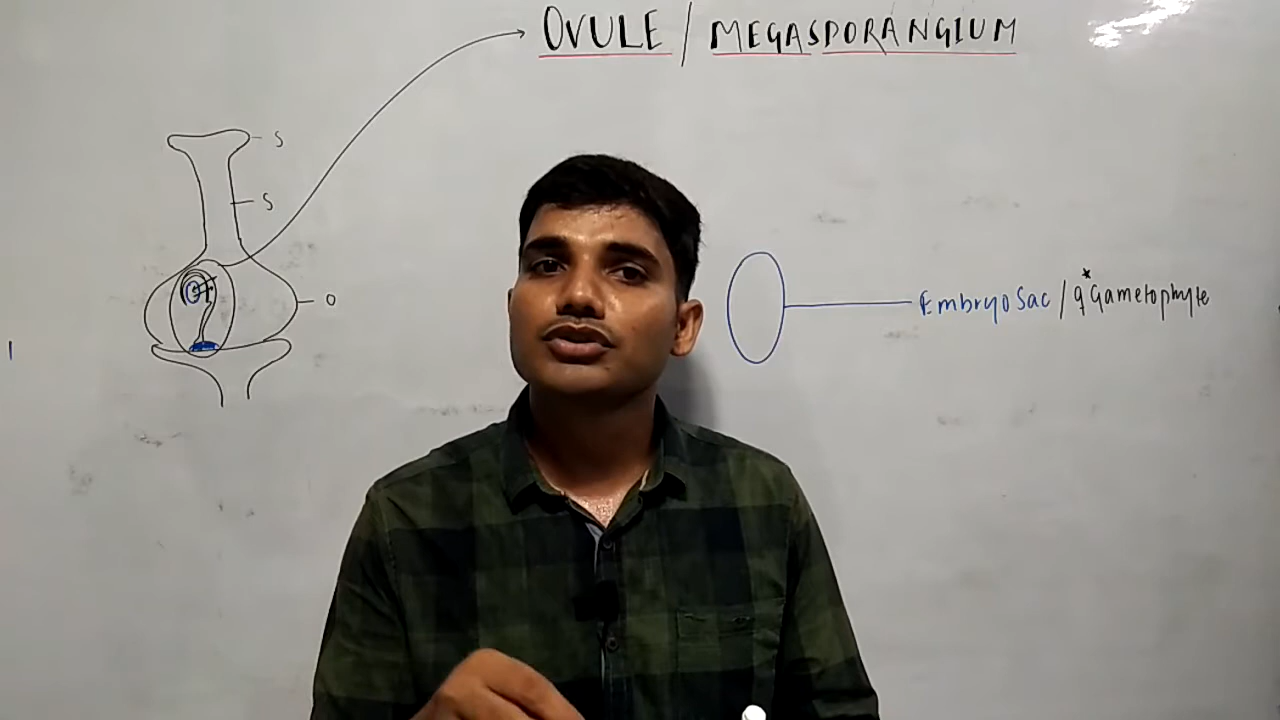 OVULE / MEGASPORANGIUM
S
S
O
Embryo Sac / ♀ Gametophyte
*